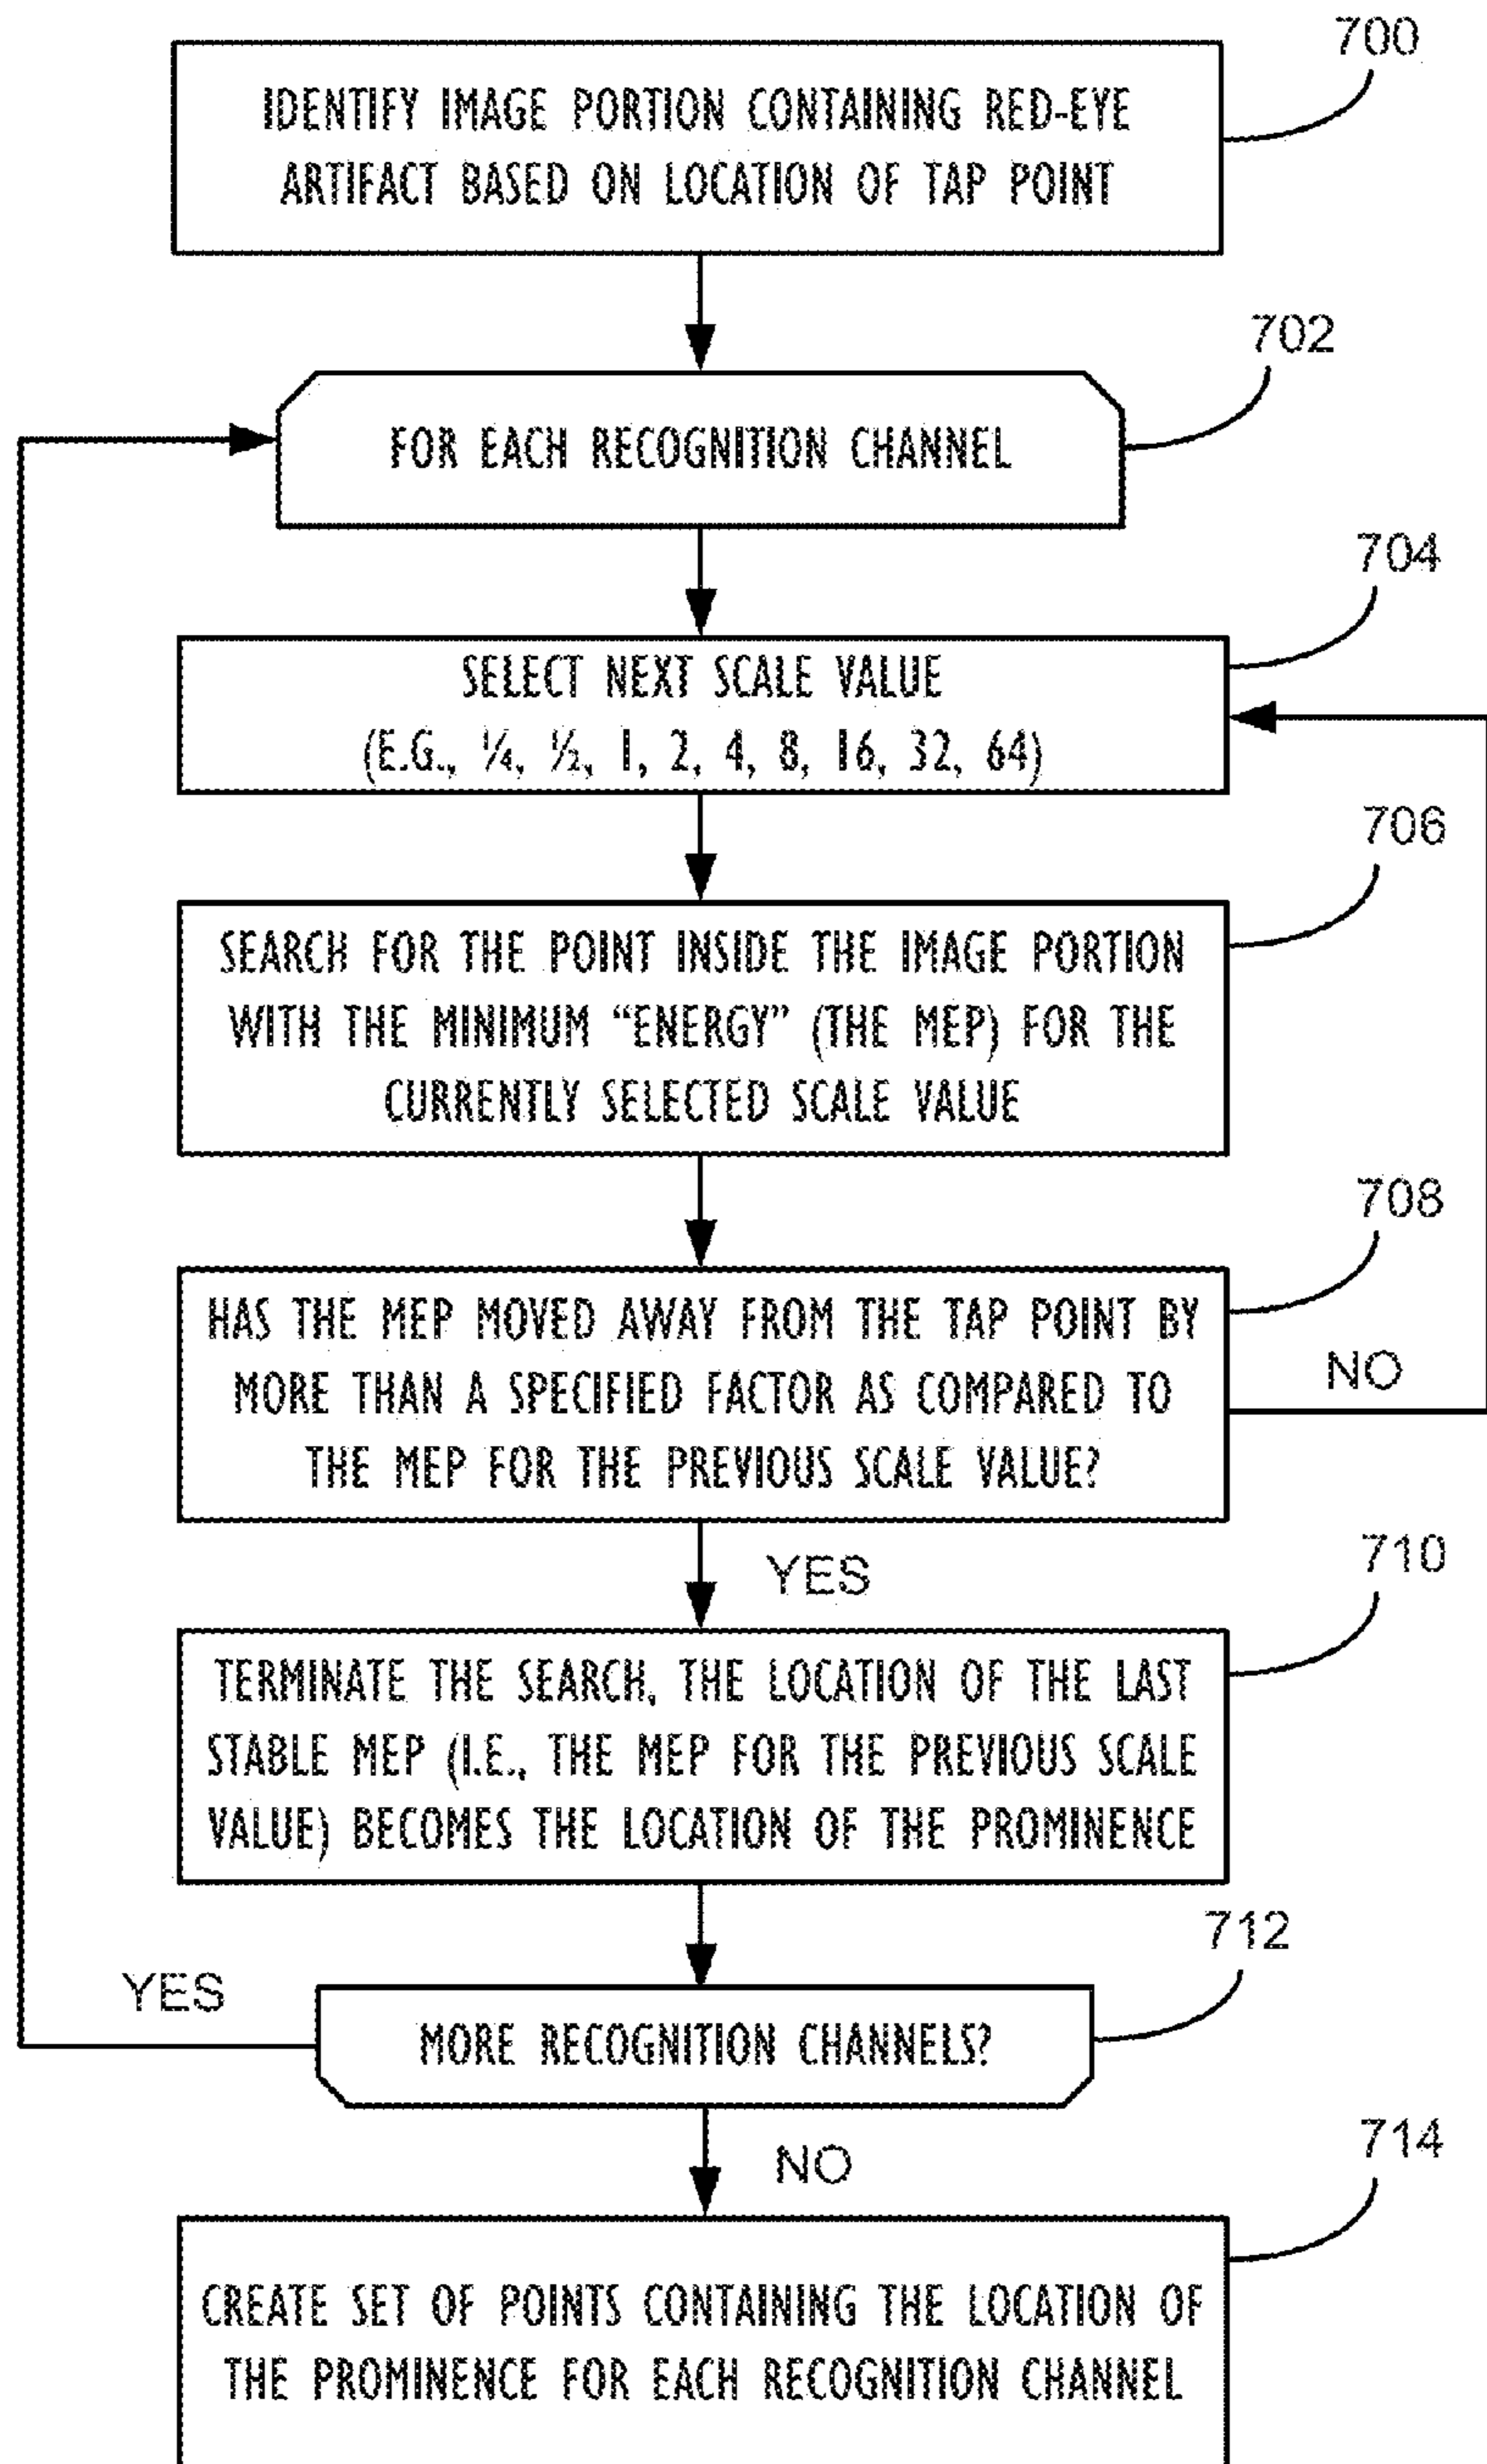 700
IDENTIFY IMAGE PORTION CONTAINING RED-EYE
ARTIFACT BASED ON LOCATION OF TAP POINT
702
FOR EACH RECOGNITION CHANNEL
704
SELECT NEXT SCALE VALUE
(E.G., ¼, ½, 1, 2, 4, 8, 16, 32, 64)
706
SEARCH FOR THE POINT INSIDE THE IMAGE PORTION
WITH THE MINIMUM “ENERGY” (THE MEP) FOR THE
CURRENTLY SELECTED SCALE VALUE
708
HAS THE MEP MOVED AWAY FROM THE TAP POINT BY
MORE THAN A SPECIFIED FACTOR AS COMPARED TO
THE MEP FOR THE PREVIOUS SCALE VALUE?
NO
YES
710
TERMINATE THE SEARCH, THE LOCATION OF THE LAST
STABLE MEP (I.E., THE MEP FOR THE PREVIOUS SCALE
VALUE) BECOMES THE LOCATION OF THE PROMINENCE
712
YES
MORE RECOGNITION CHANNELS?
NO
714
CREATE SET OF POINTS CONTAINING THE LOCATION OF
THE PROMINENCE FOR EACH RECOGNITION CHANNEL